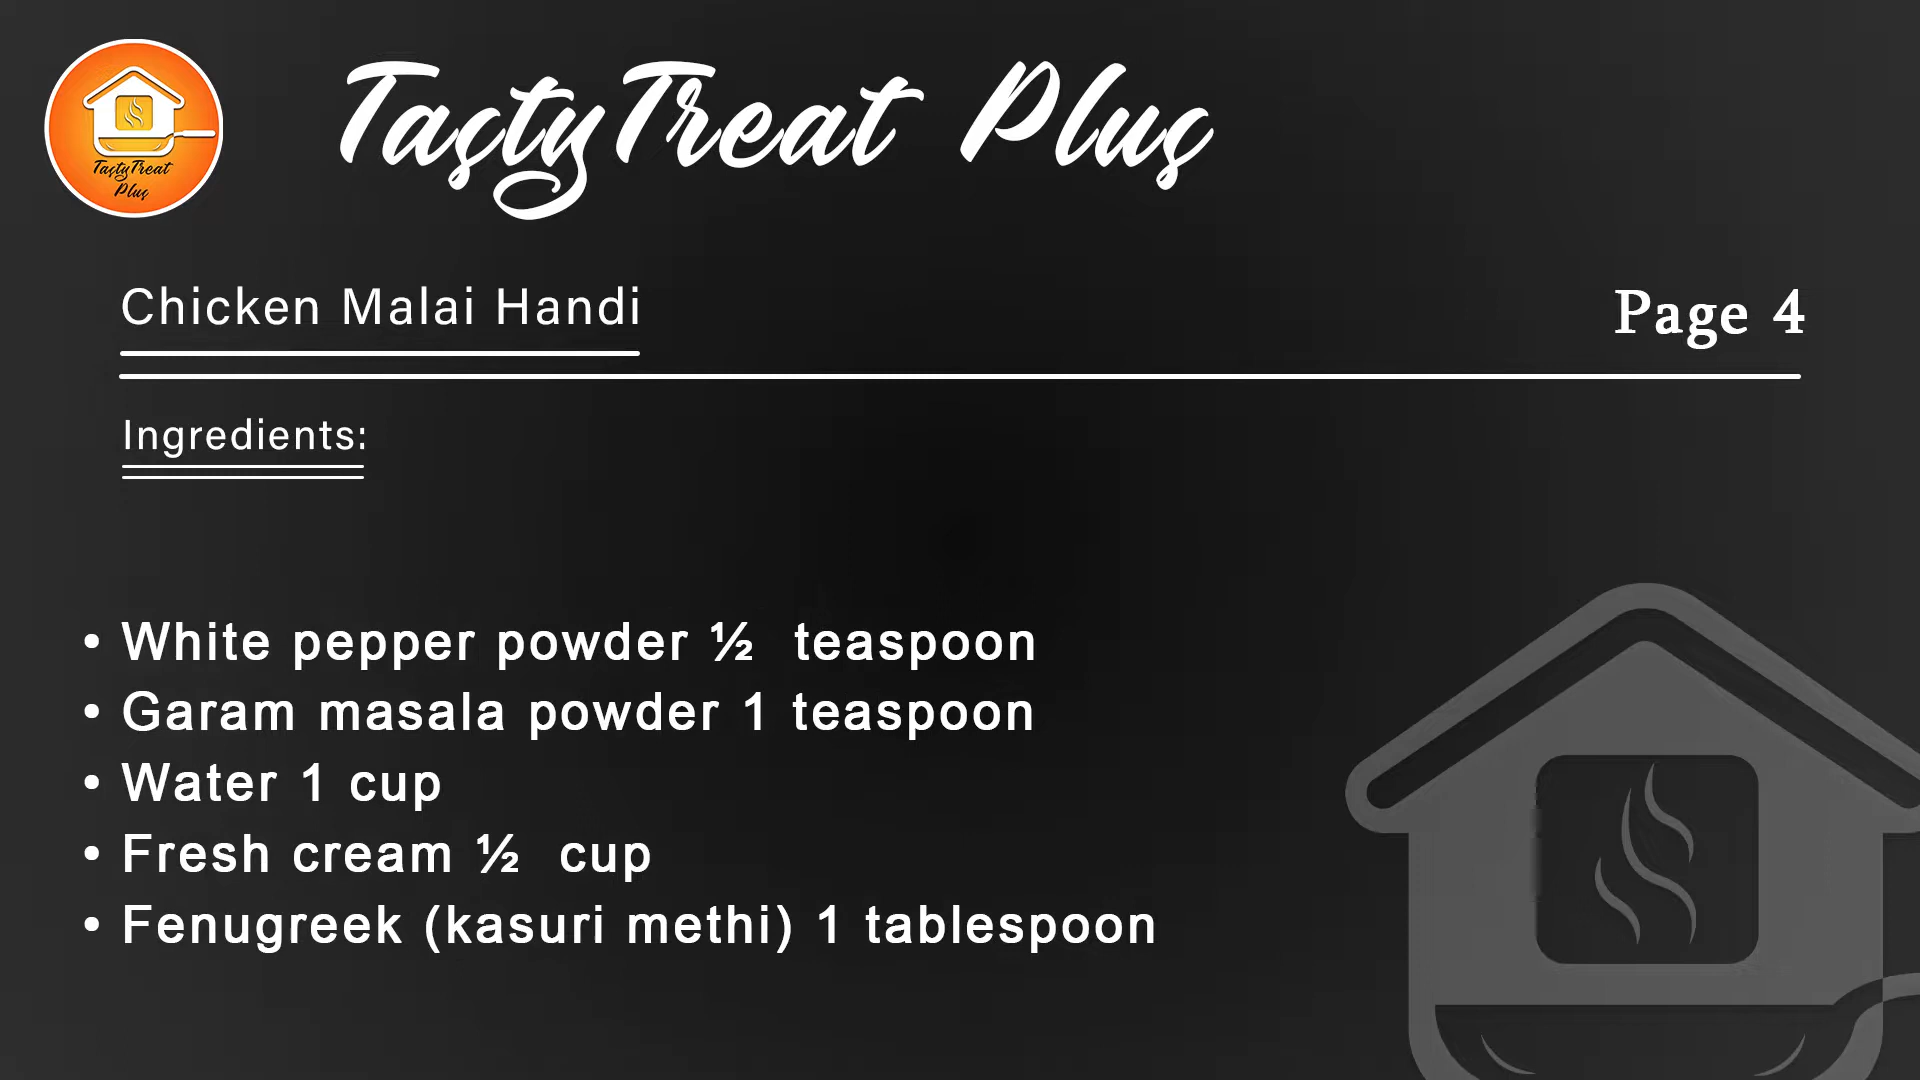 TastyTreat
Plus
TastyTreat Plus
Chicken Malai Handi
Page 4
Ingredients:
• White pepper powder ½ teaspoon
• Garam masala powder 1 teaspoon
• Water 1 cup
• Fresh cream ½ cup
• Fenugreek (kasuri methi) 1 tablespoon